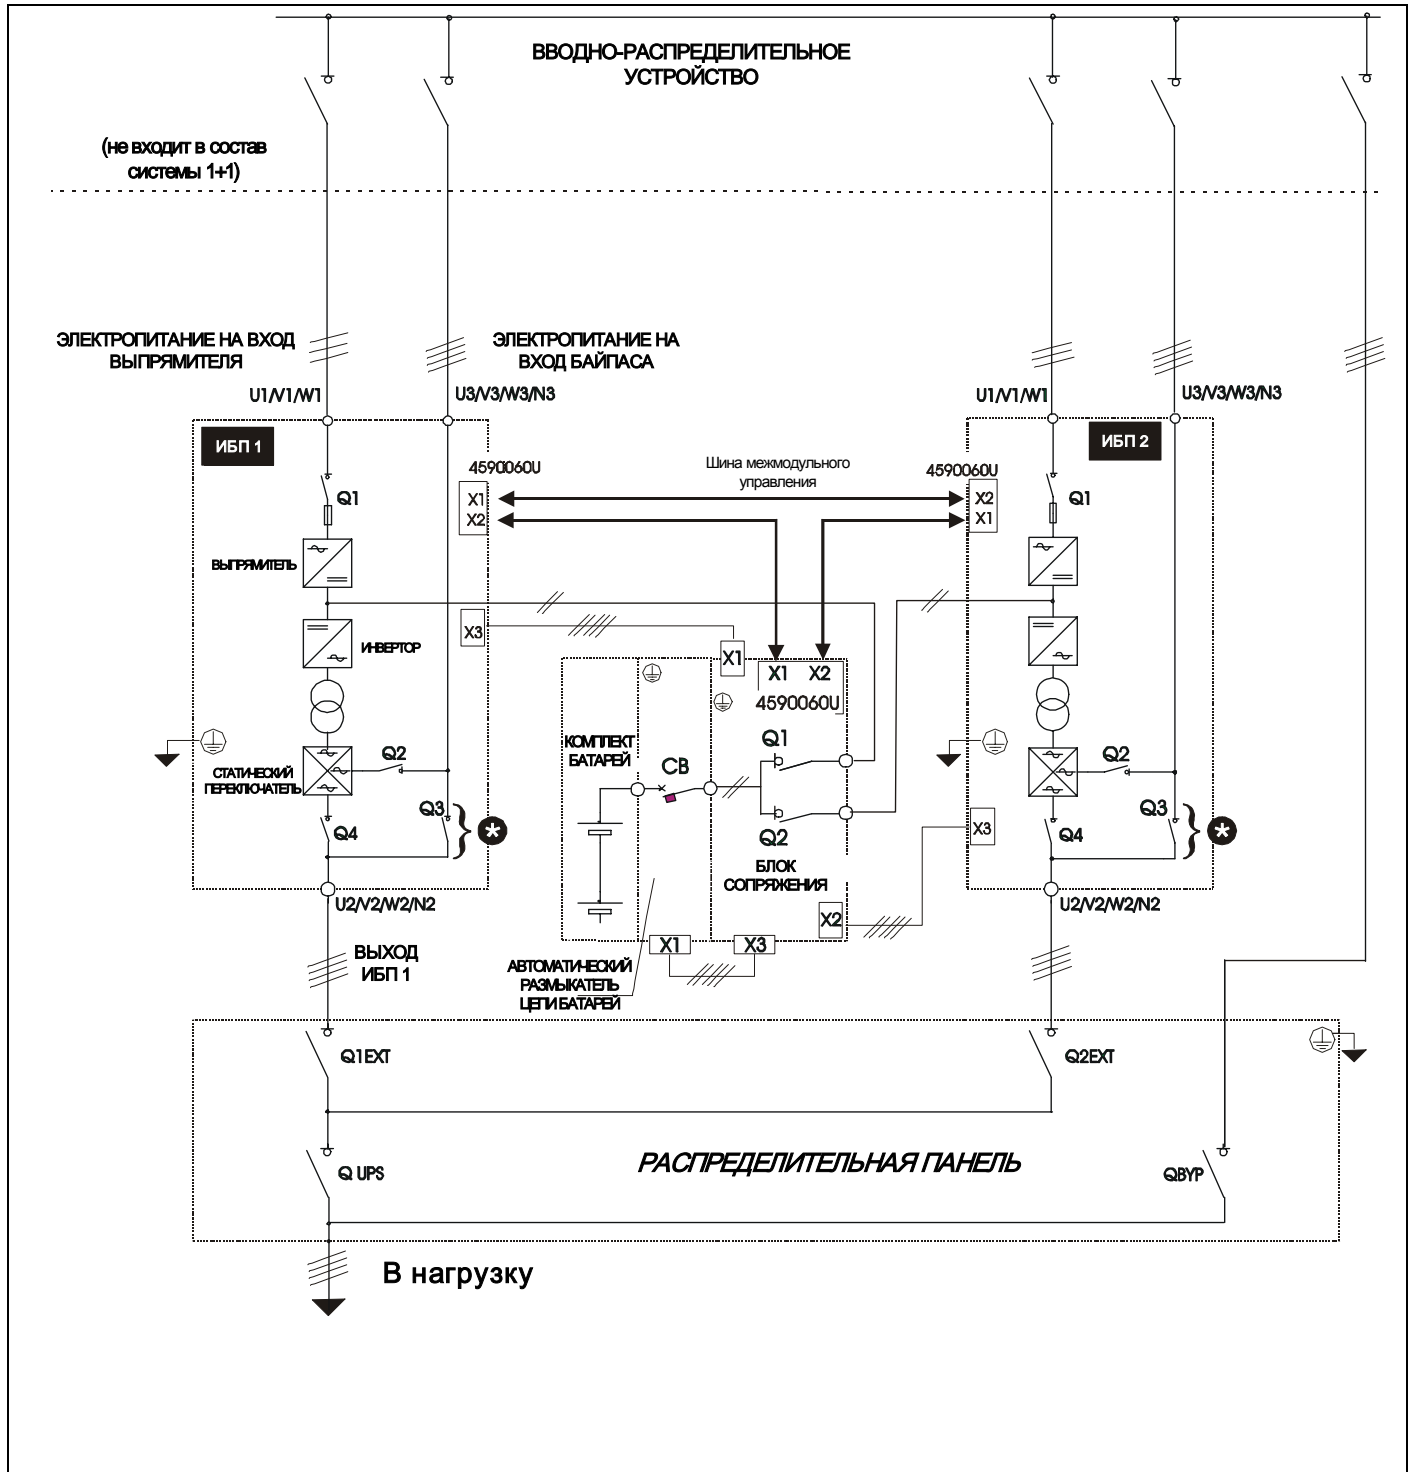 ВВОДНО-РАСПРЕДЕЛИТЕЛЬНОЕ
УСТРОЙСТВО
(не входит в состав
системы 1+1)
ЭЛЕКТРОПИТАНИЕ НА ВХОД
ВЫПРЯМИТЕЛЯ
ЭЛЕКТРОПИТАНИЕ НА
ВХОД БАЙПАСА
U1/V1/W1
U3/V3/W3/N3
U1/V1/W1
U3/V3/W3/N3
ИБП 1
ИБП 2
4590060U
Шина межмодульного
управления
4590060U
Q1
X1
X2
X2
X1
Q1
ВЫПРЯМИТЕЛЬ
ИНВЕРТОР
X3
X1
X1 X2
4590060U
КОМПЛЕКТ
БАТАРЕЙ
CB
Q1
Q2
СТАТИЧЕСКИЙ
ПЕРЕКЛЮЧАТЕЛЬ
Q2
Q3
Q4
*
Q2
Q3
Q4
*
X3
БЛОК
СОПРЯЖЕНИЯ
X2
U2/V2/W2/N2
U2/V2/W2/N2
X1
X3
ВЫХОД
ИБП 1
АВТОМАТИЧЕСКИЙ
РАЗМЫКАТЕЛЬ
ЦЕПИ БАТАРЕЙ
Q1EXT
Q2EXT
Q UPS
РАСПРЕДЕЛИТЕЛЬНАЯ ПАНЕЛЬ
QBYP
В нагрузку